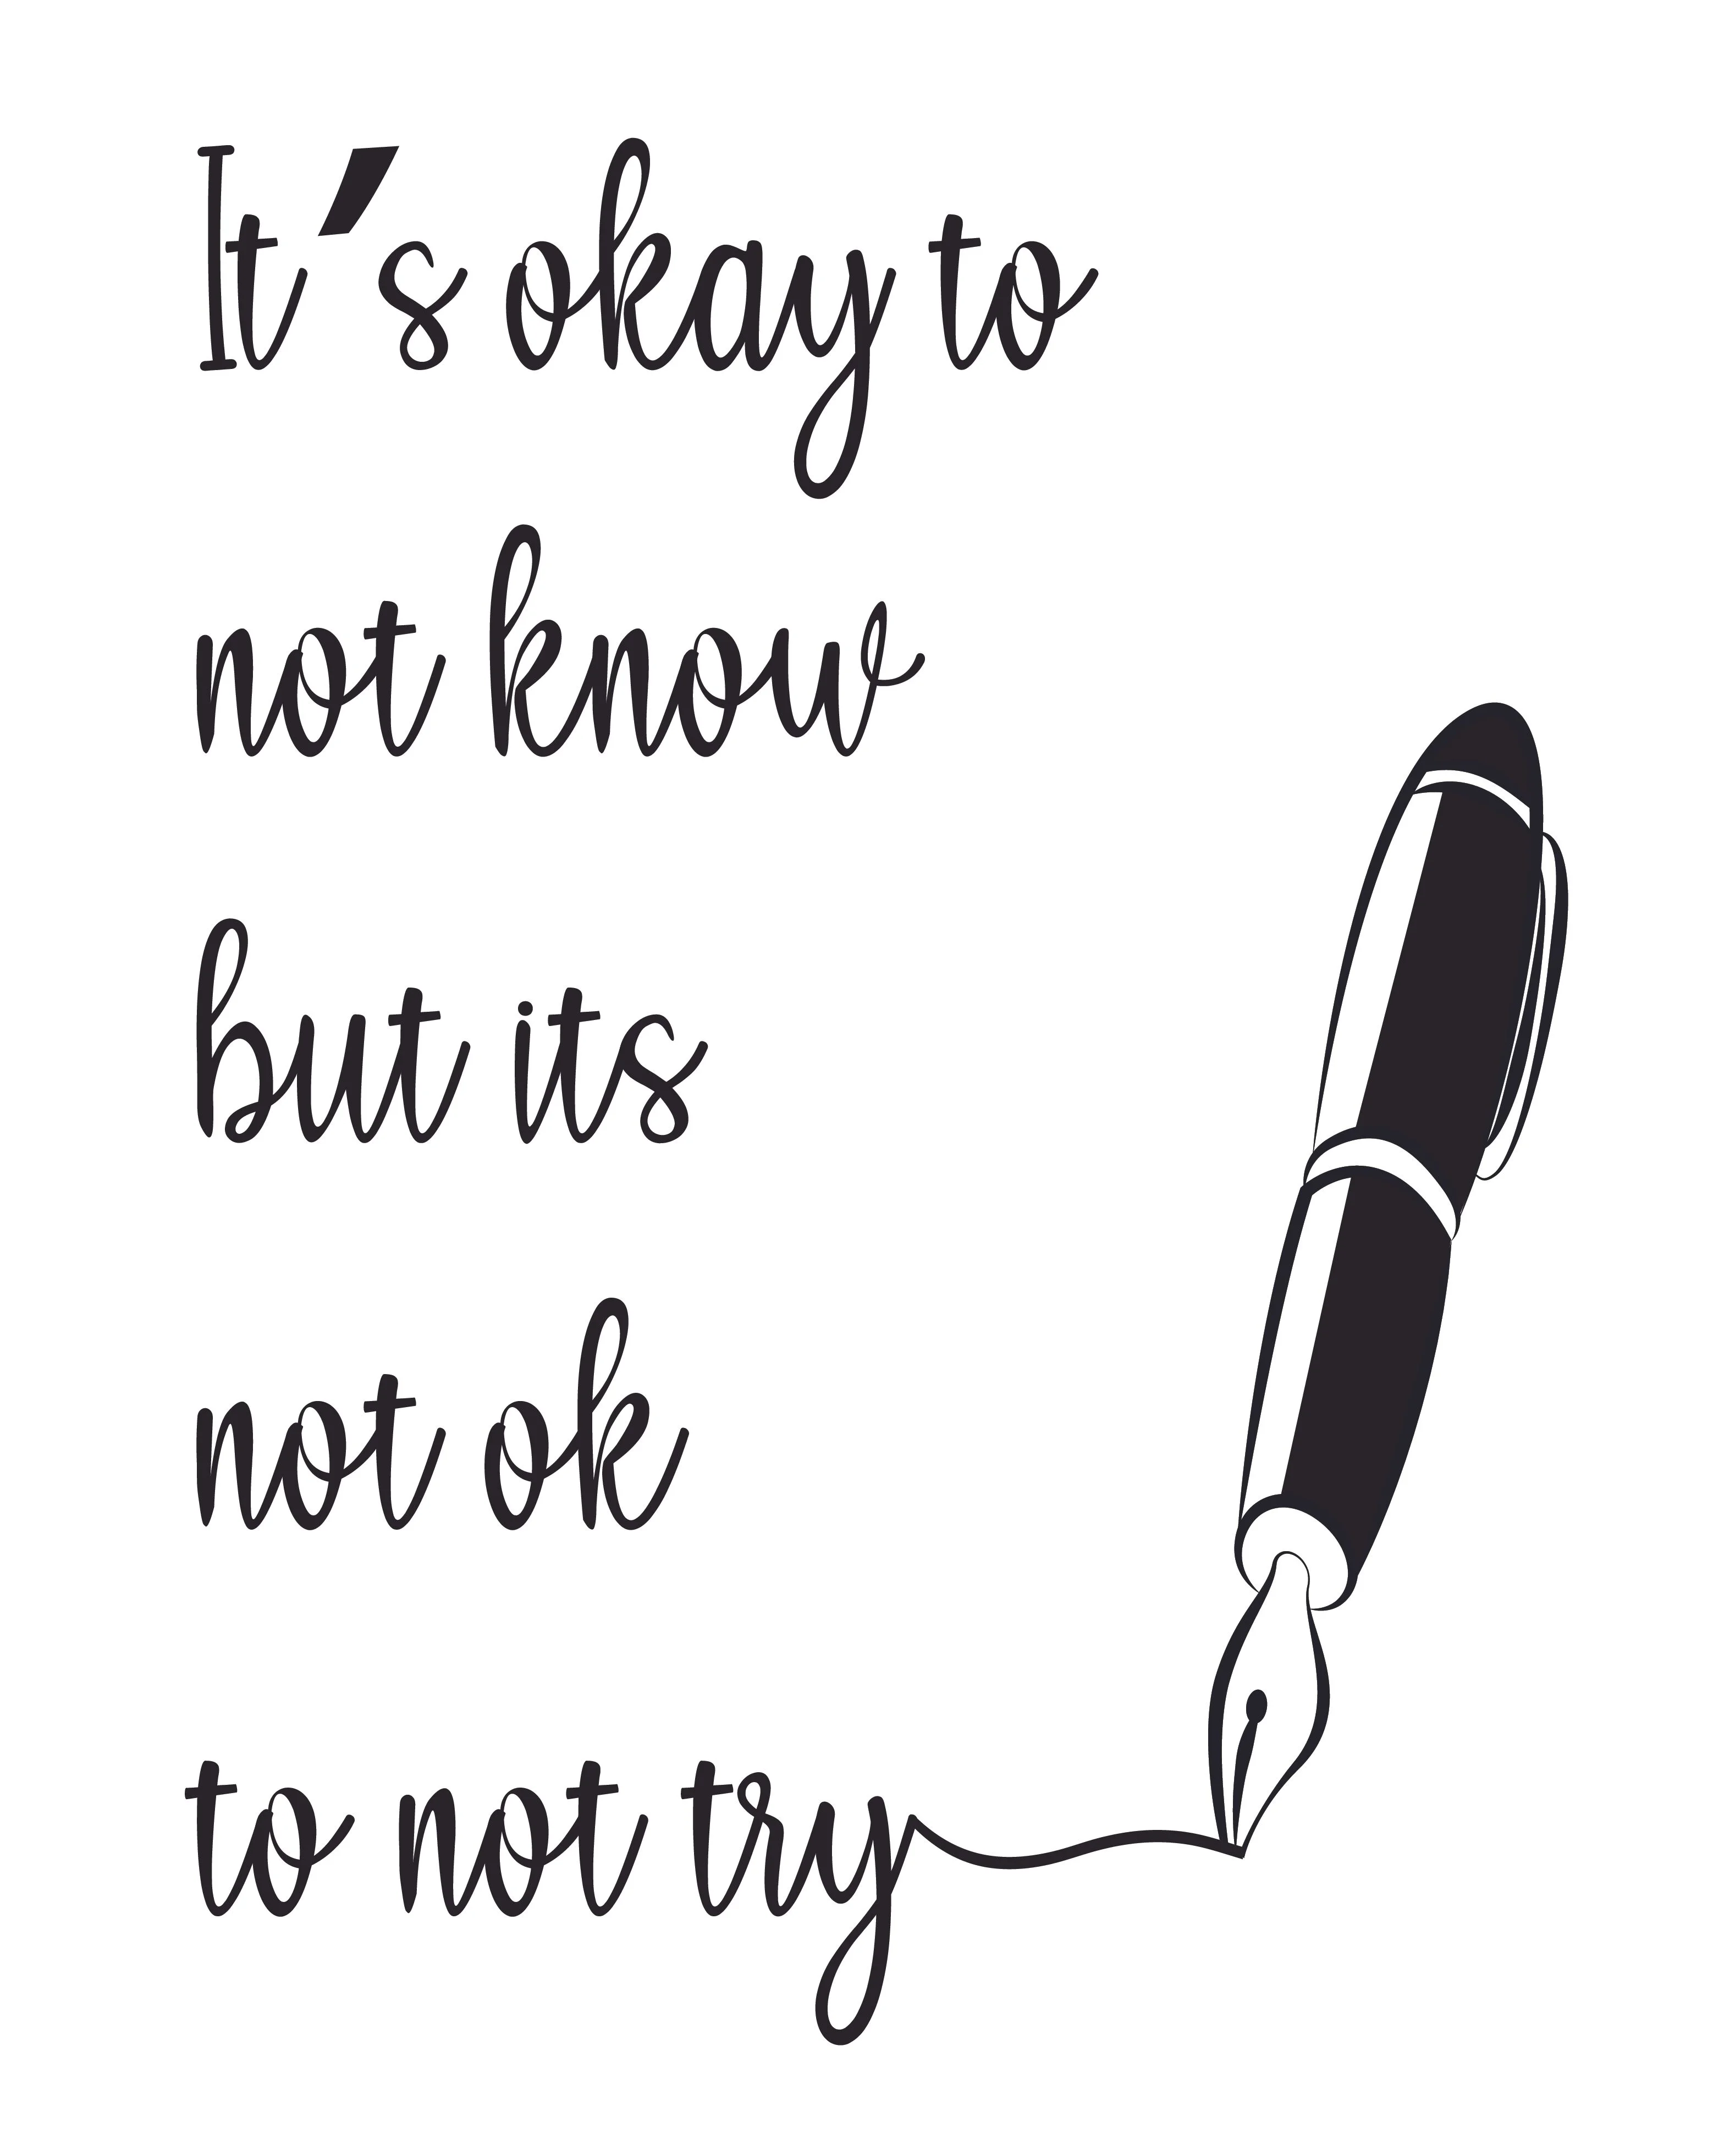 It's okay to
not know
but its
not ok
to not try